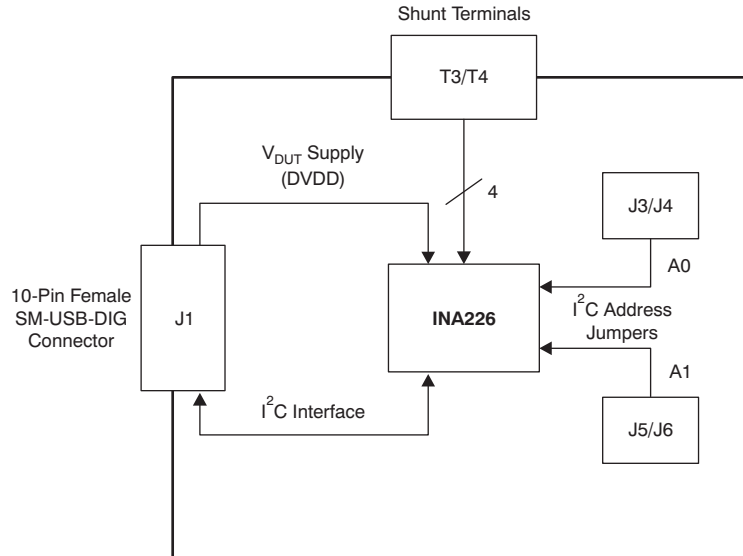 Shunt Terminals
T3/T4
V_DUT Supply
(DVDD)
4
J3/J4
A0
10-Pin Female
SM-USB-DIG
Connector
J1
INA226
I²C Address
Jumpers
A1
I²C Interface
J5/J6